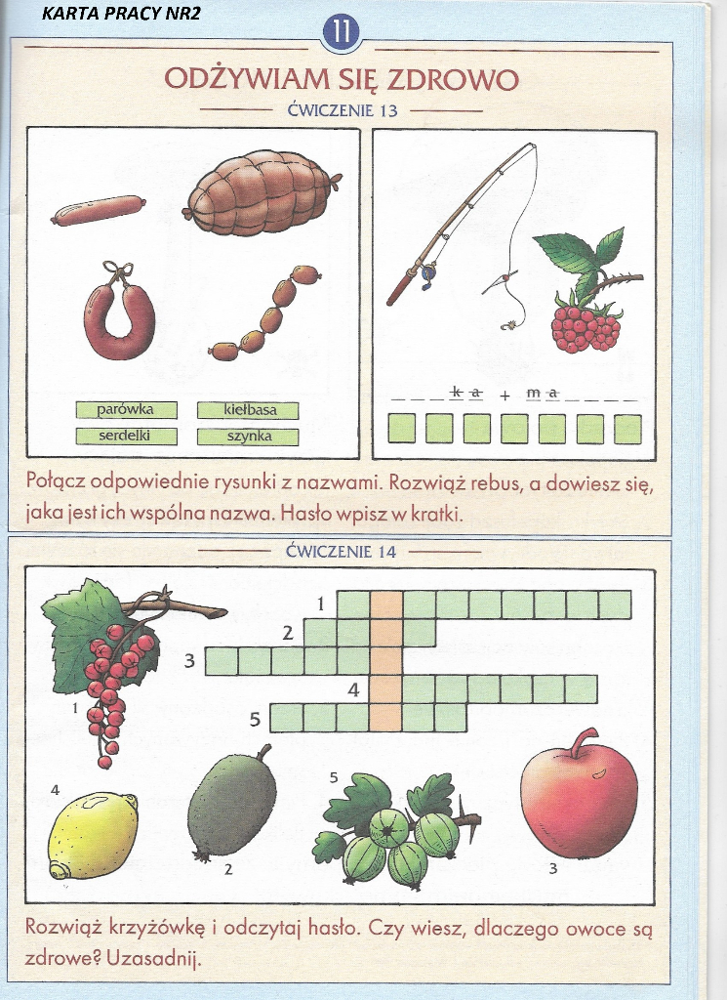 KARTA PRACY NR2
11
ODŻYWIAM SIĘ ZDROWO
ĆWICZENIE 13
parówka
kiełbasa
serdelki
szynka
_ _ _ k a + m a _ _ _ _
Połącz odpowiednie rysunki z nazwami. Rozwiąż rebus, a dowiesz się,
jaka jest ich wspólna nazwa. Hasło wpisz w kratki.
ĆWICZENIE 14
1
2
3
4
5
1
4
2
5
3
Rozwiąż krzyżówkę i odczytaj hasło. Czy wiesz, dlaczego owoce są
zdrowe? Uzasadnij.